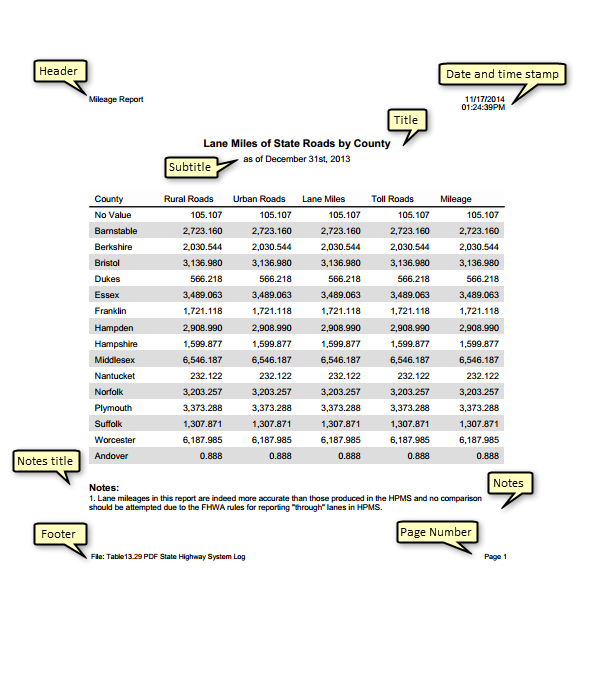 Header
Date and time stamp
Mileage Report
11/17/2014
01:24:39PM
Title
Lane Miles of State Roads by County
as of December 31st, 2013
Subtitle
County Rural Roads Urban Roads Lane Miles Toll Roads Mileage
No Value 105.107 105.107 105.107 105.107 105.107
Barnstable 2,723.160 2,723.160 2,723.160 2,723.160 2,723.160
Berkshire 2,030.544 2,030.544 2,030.544 2,030.544 2,030.544
Bristol 3,136.980 3,136.980 3,136.980 3,136.980 3,136.980
Dukes 566.218 566.218 566.218 566.218 566.218
Essex 3,489.063 3,489.063 3,489.063 3,489.063 3,489.063
Franklin 1,721.118 1,721.118 1,721.118 1,721.118 1,721.118
Hampden 2,908.990 2,908.990 2,908.990 2,908.990 2,908.990
Hampshire 1,599.877 1,599.877 1,599.877 1,599.877 1,599.877
Middlesex 6,546.187 6,546.187 6,546.187 6,546.187 6,546.187
Nantucket 232.122 232.122 232.122 232.122 232.122
Norfolk 3,203.257 3,203.257 3,203.257 3,203.257 3,203.257
Plymouth 3,373.288 3,373.288 3,373.288 3,373.288 3,373.288
Suffolk 1,307.871 1,307.871 1,307.871 1,307.871 1,307.871
Worcester 6,187.985 6,187.985 6,187.985 6,187.985 6,187.985
Andover 0.888 0.888 0.888 0.888 0.888
Notes title
Notes
Notes:
1. Lane mileages in this report are indeed more accurate than those produced in the HPMS and no comparison
should be attempted due to the FHWA rules for reporting "through" lanes in HPMS.
Footer
Page Number
File: Table13.29 PDF State Highway System Log
Page 1